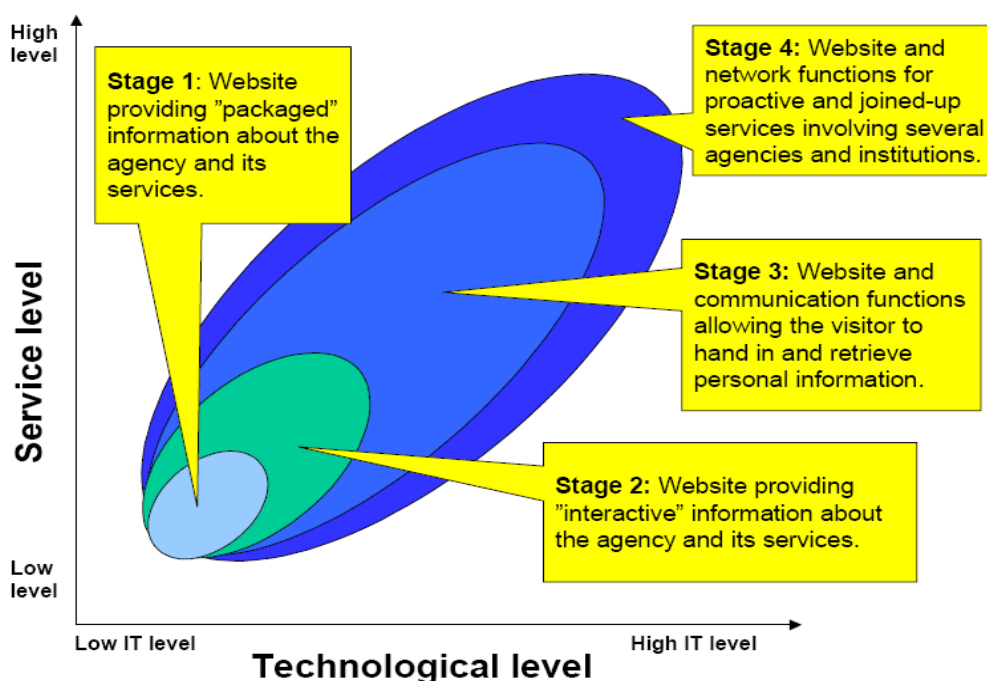 High
level
Stage 1: Website
providing ”packaged”
information about the
agency and its
services.
Stage 4: Website and
network functions for
proactive and joined-up
services involving several
agencies and institutions.
Stage 3: Website and
communication functions
allowing the visitor to
hand in and retrieve
personal information.
Service level
Stage 2: Website providing
”interactive” information about
the agency and its services.
Low
level
Low IT level
High IT level
Technological level